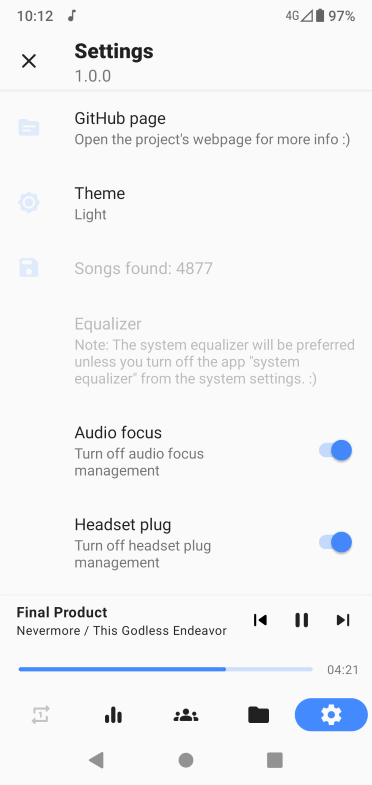 10:12
4G 97%
Settings
1.0.0
GitHub page
Open the project's webpage for more info :)
Theme
Light
Songs found: 4877
Equalizer
Note: The system equalizer will be preferred
unless you turn off the app "system
equalizer" from the system settings. :)
Audio focus
Turn off audio focus
management
Headset plug
Turn off headset plug
management
Final Product
Nevermore / This Godless Endeavor
04:21
1